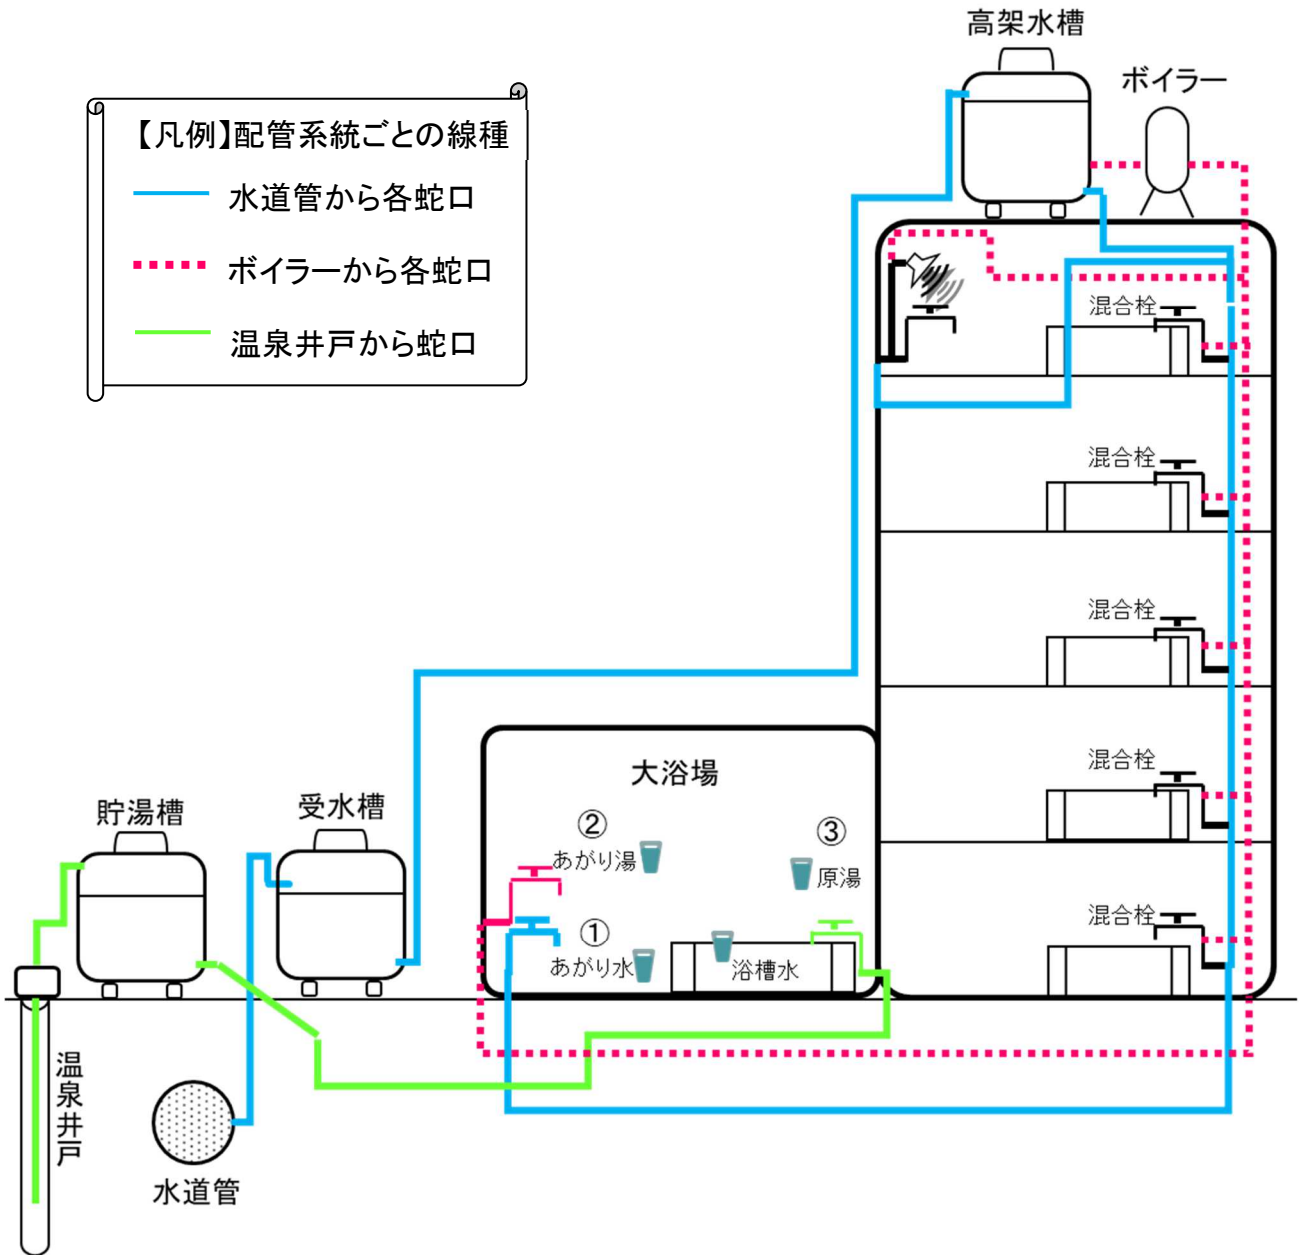 高架水槽
ボイラー
【凡例】配管系統ごとの線種
水道管から各蛇口
ボイラーから各蛇口
温泉井戸から蛇口
混合栓
混合栓
混合栓
混合栓
混合栓
大浴場
貯湯槽
受水槽
②
あがり湯
③
原湯
①
あがり水
浴槽水
温泉井戸
水道管